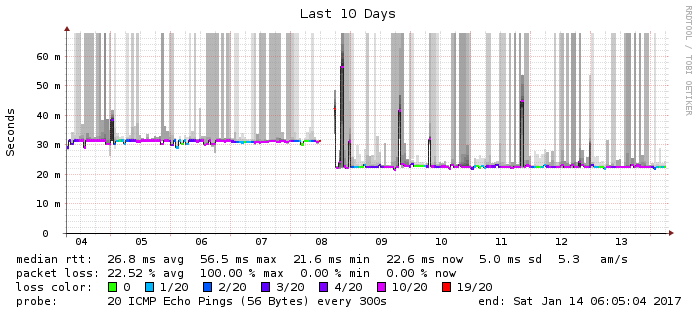 Last 10 Days
RRDTOOL / TOBI OETIKER
Seconds
60 m
50 m
40 m
30 m
20 m
10 m
0
04 05 06 07 08 09 10 11 12 13
median rtt: 26.8 ms avg 56.5 ms max 21.6 ms min 22.6 ms now 5.0 ms sd 5.3 am/s
packet loss: 22.52 % avg 100.00 % max 0.00 % min 0.00 % now
loss color: 0 1/20 2/20 3/20 4/20 10/20 19/20
probe: 20 ICMP Echo Pings (56 Bytes) every 300s end: Sat Jan 14 06:05:04 2017